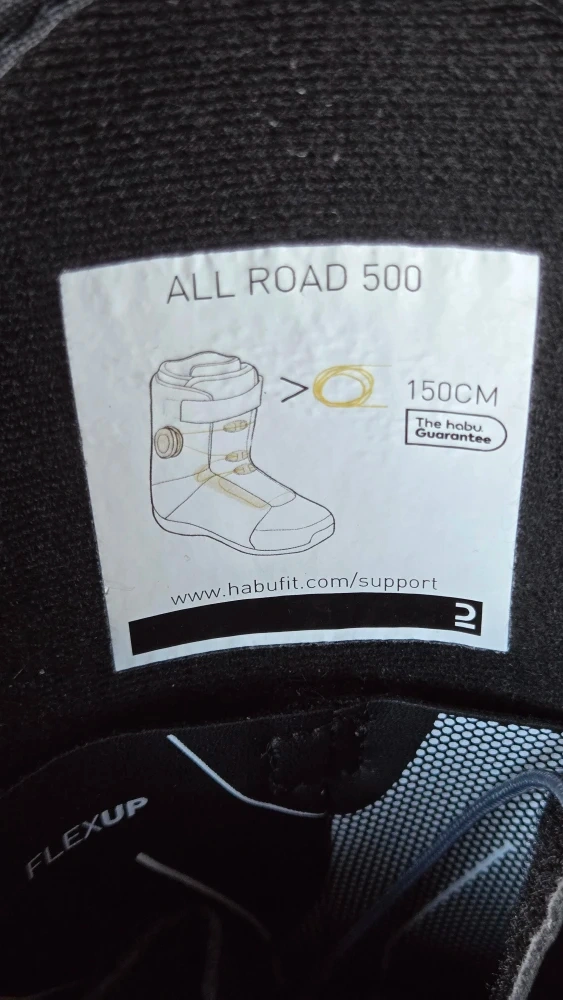 ALL ROAD 500
> 150CM
The habu.
Guarantee
www.habufit.com/support
FLEXUP